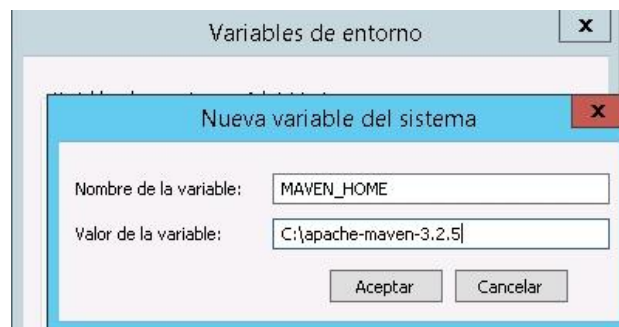 Variables de entorno
x
Nueva variable del sistema
x
Nombre de la variable: MAVEN_HOME
Valor de la variable: C:\apache-maven-3.2.5
Aceptar Cancelar